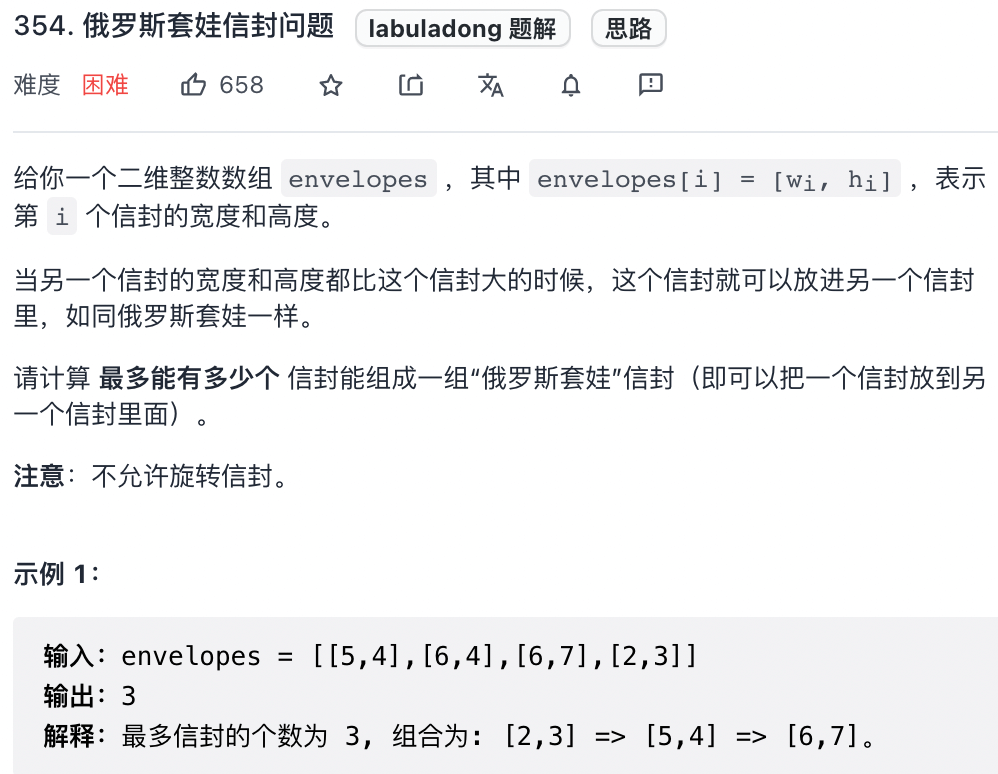 354. 俄罗斯套娃信封问题 labuladong 题解 思路
难度 困难 658
给你一个二维整数数组 envelopes ，其中 envelopes[i] = [wi, hi] ，表示
第 i 个信封的宽度和高度。
当另一个信封的宽度和高度都比这个信封大的时候，这个信封就可以放进另一个信封
里，如同俄罗斯套娃一样。
请计算 最多能有多少个 信封能组成一组“俄罗斯套娃”信封（即可以把一个信封放到另
一个信封里面）。
注意：不允许旋转信封。
示例 1：
输入：envelopes = [[5,4],[6,4],[6,7],[2,3]]
输出：3
解释：最多信封的个数为 3, 组合为: [2,3] => [5,4] => [6,7]。